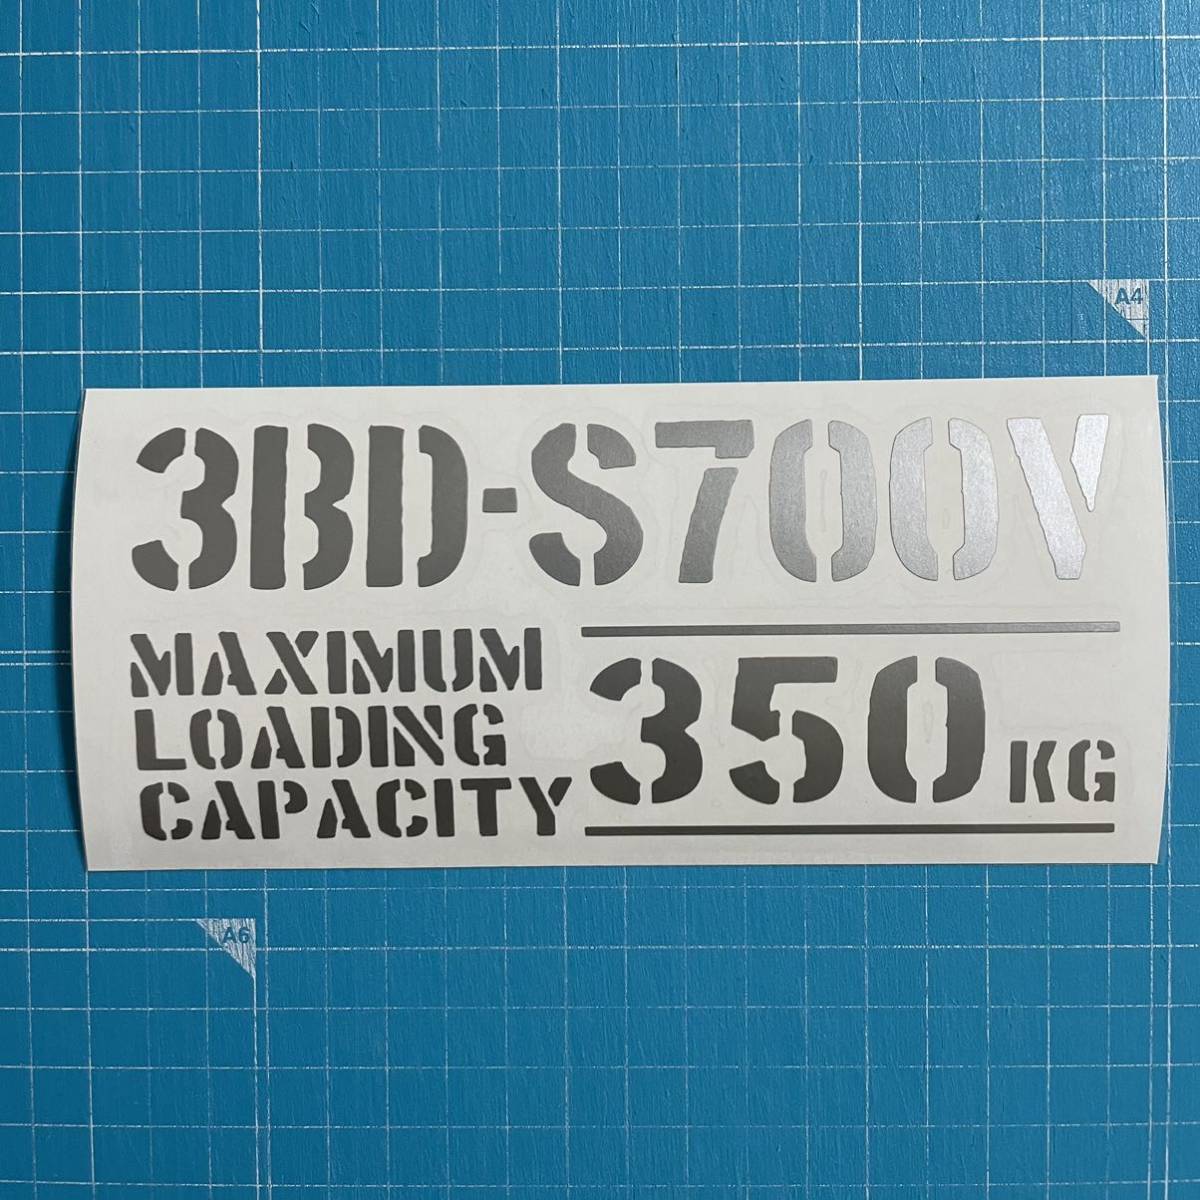 A4
3BD-S700V
MAXIMUM
LOADING
CAPACITY
350 KG
A6